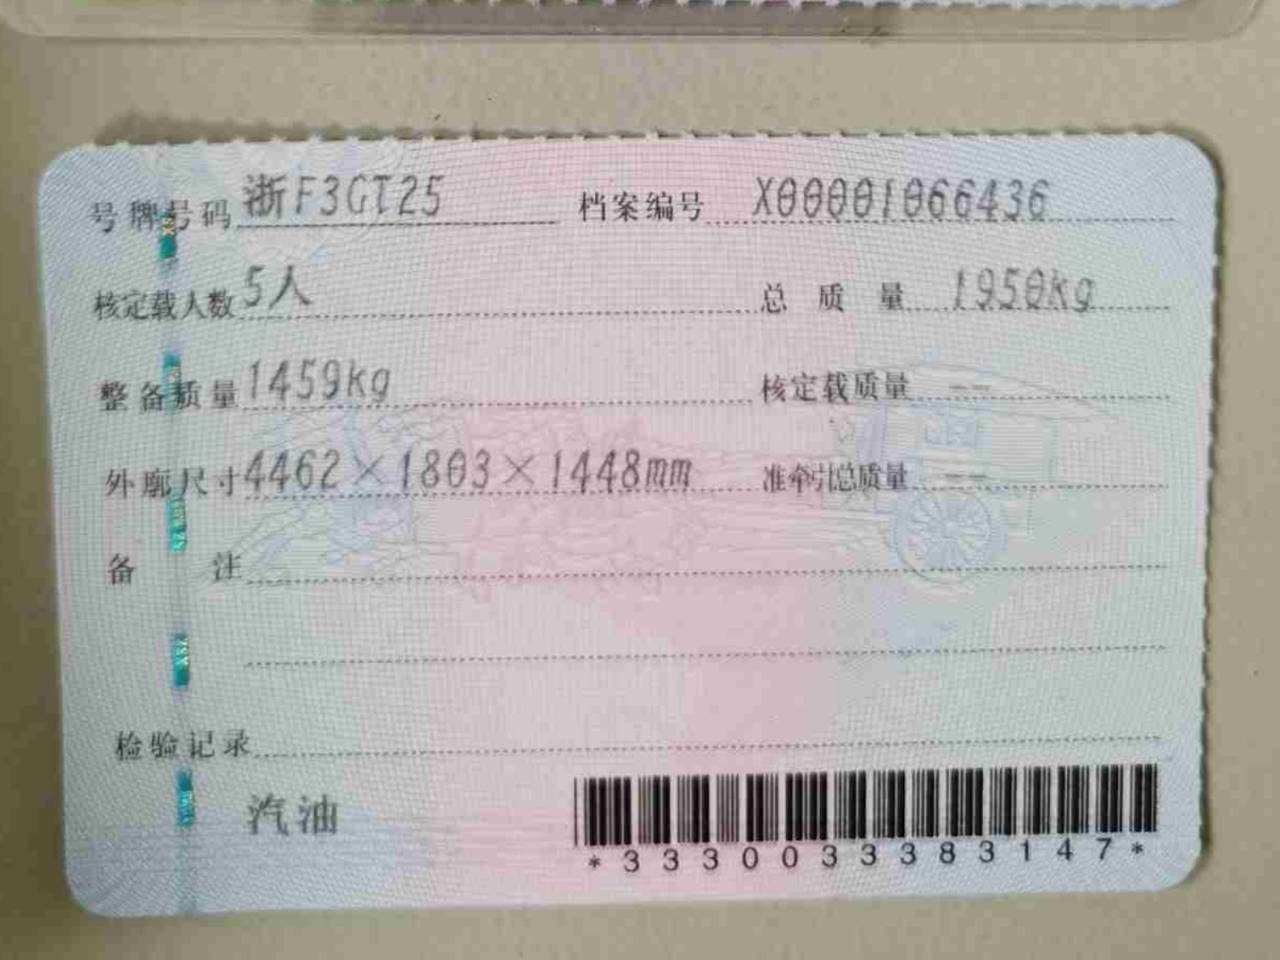 号牌号码 浙F3GT25 档案编号 X00001066436
核定载人数 5人 总质量 1950kg
整备质量 1459kg 核定载质量 --
外廓尺寸 4462×1803×1448mm 准牵引总质量 --
备注
检验记录
汽油
*3330033383147*